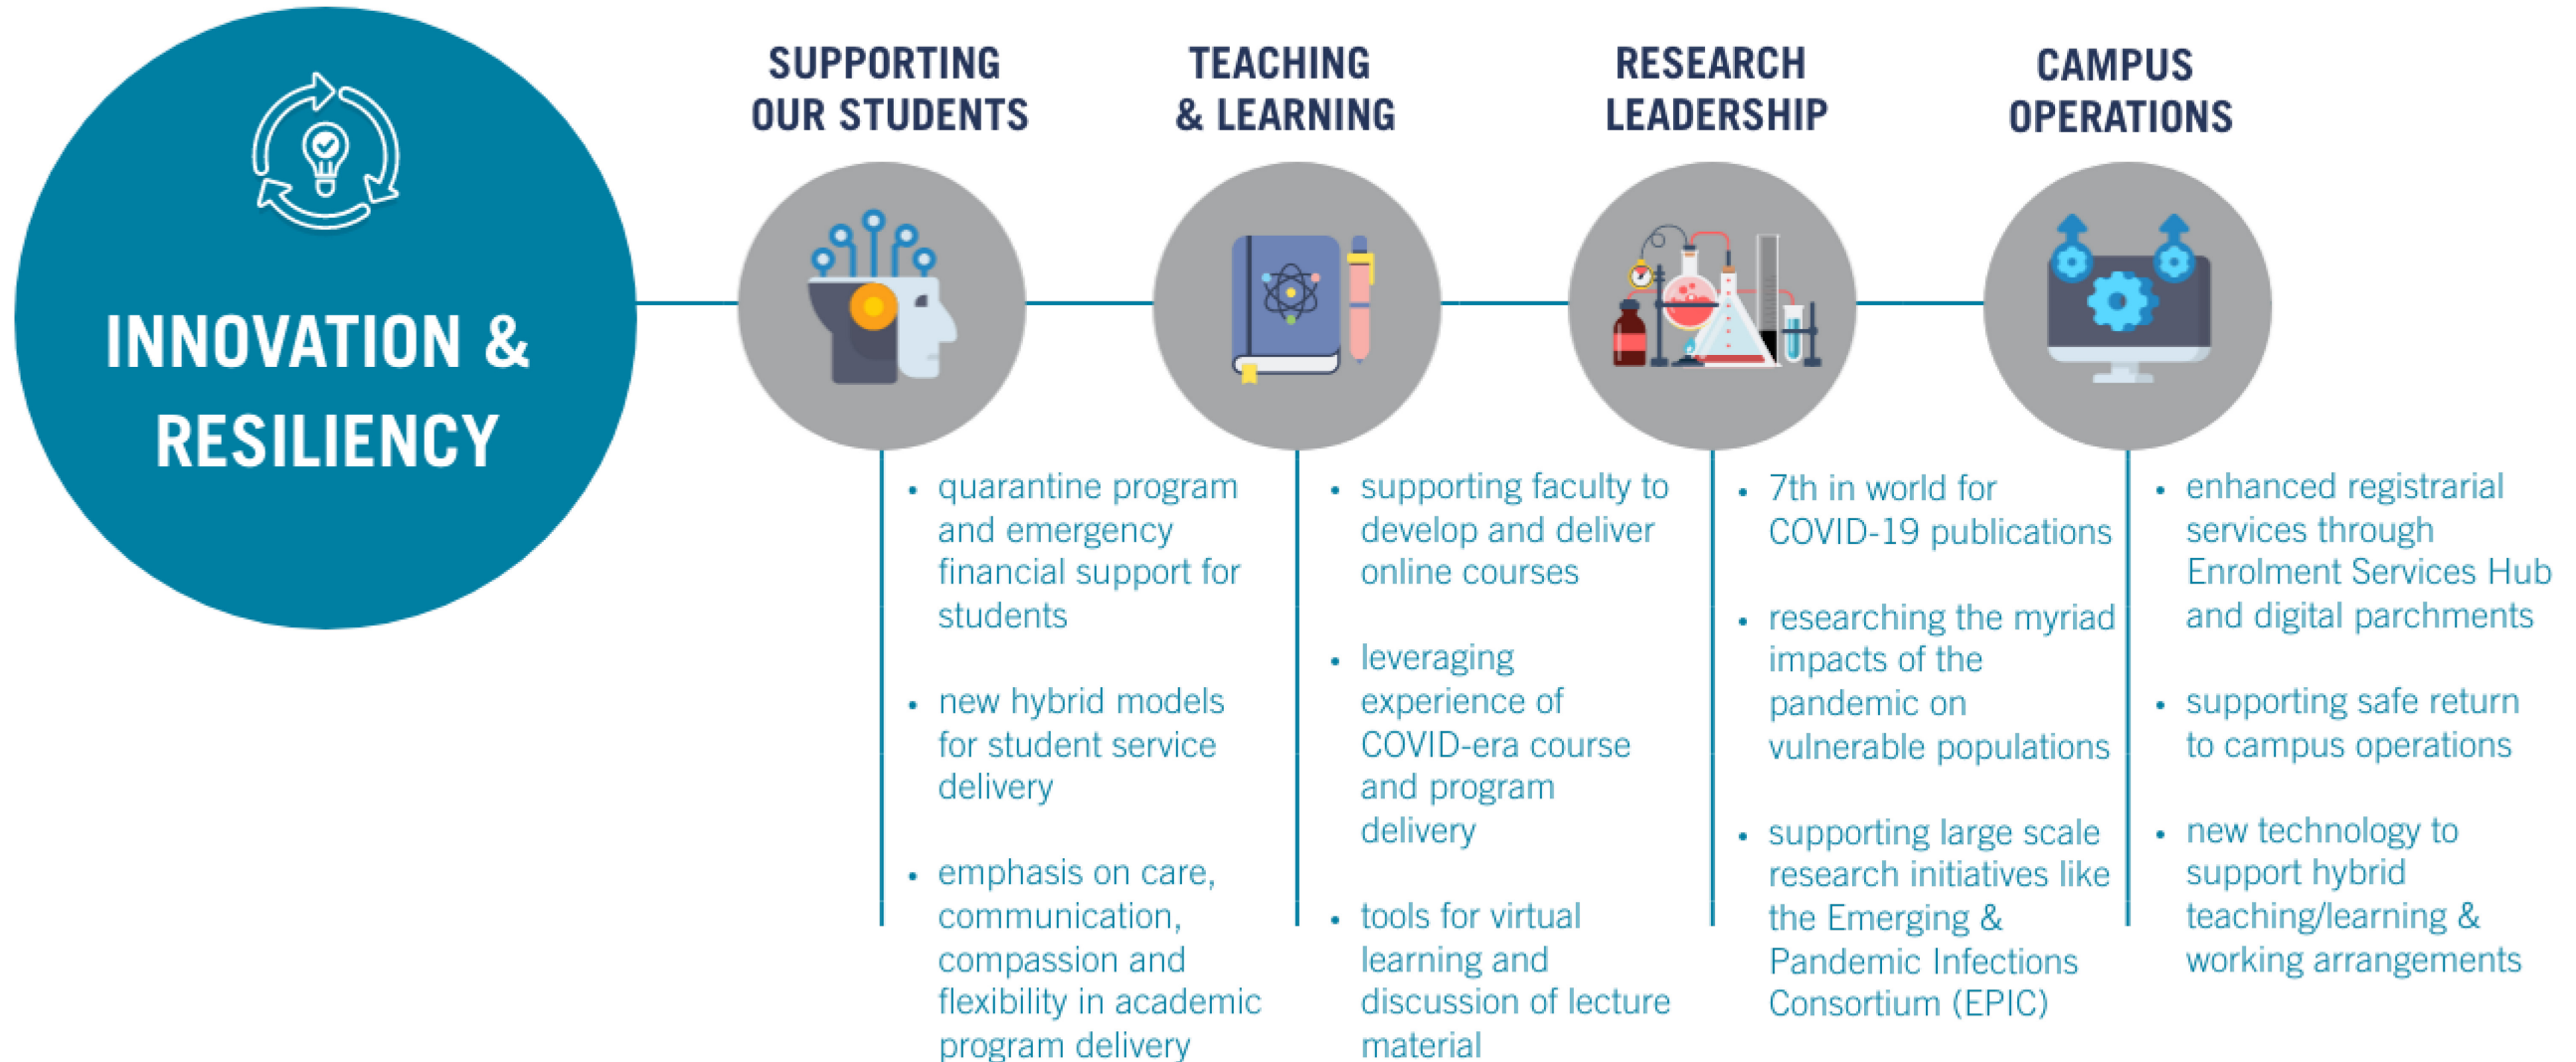 INNOVATION &
RESILIENCY
SUPPORTING
OUR STUDENTS
• quarantine program
and emergency
financial support for
students
• new hybrid models
for student service
delivery
• emphasis on care,
communication,
compassion and
flexibility in academic
program delivery
TEACHING
& LEARNING
• supporting faculty to
develop and deliver
online courses
• leveraging
experience of
COVID-era course
and program
delivery
• tools for virtual
learning and
discussion of lecture
material
RESEARCH
LEADERSHIP
• 7th in world for
COVID-19 publications
• researching the myriad
impacts of the
pandemic on
vulnerable populations
• supporting large scale
research initiatives like
the Emerging &
Pandemic Infections
Consortium (EPIC)
CAMPUS
OPERATIONS
• enhanced registrarial
services through
Enrolment Services Hub
and digital parchments
• supporting safe return
to campus operations
• new technology to
support hybrid
teaching/learning &
working arrangements